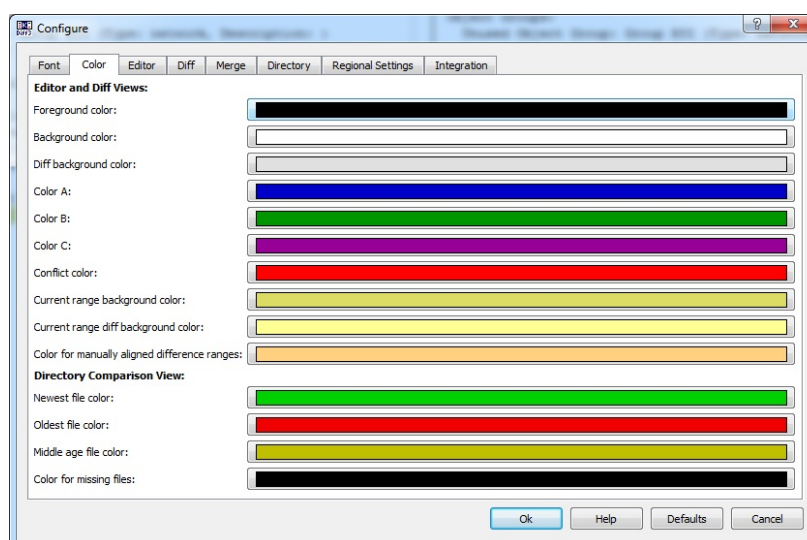 Configure
Font Color Editor Diff Merge Directory Regional Settings Integration
Editor and Diff Views:
Foreground color:
Background color:
Diff background color:
Color A:
Color B:
Color C:
Conflict color:
Current range background color:
Current range diff background color:
Color for manually aligned difference ranges:
Directory Comparison View:
Newest file color:
Oldest file color:
Middle age file color:
Color for missing files:
Ok Help Defaults Cancel